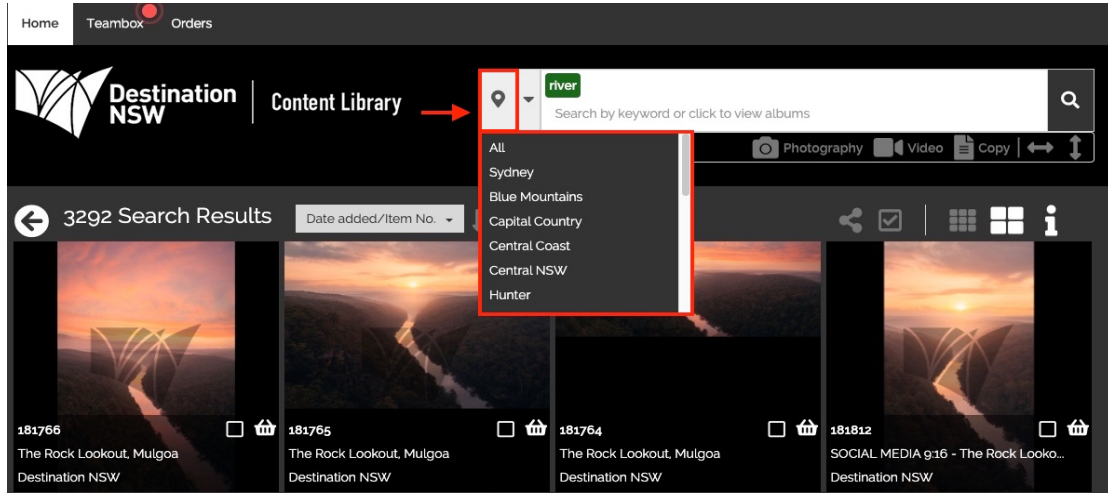 Home Teambox Orders
Destination
NSW
Content Library
river
Search by keyword or click to view albums
All
Sydney
Blue Mountains
Capital Country
Central Coast
Central NSW
Hunter
Photography Video Copy
3292 Search Results
Date added/Item No.
181766
The Rock Lookout, Mulgoa
Destination NSW
181765
The Rock Lookout, Mulgoa
Destination NSW
181764
The Rock Lookout, Mulgoa
Destination NSW
181812
SOCIAL MEDIA 9:16 - The Rock Looko...
Destination NSW